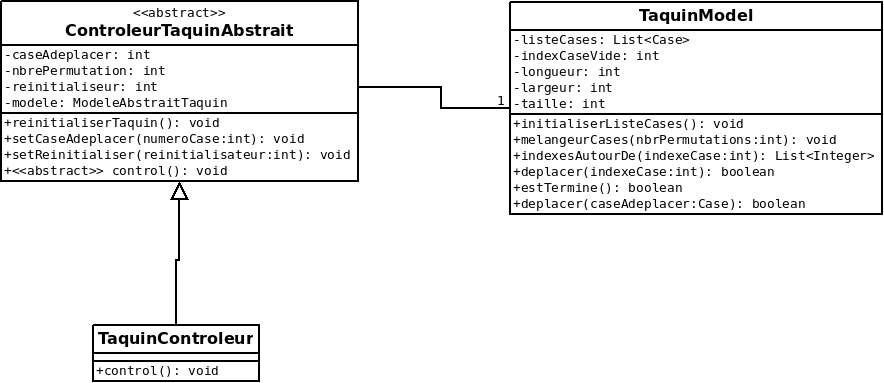 <<abstract>>
ControleurTaquinAbstrait
-caseAdeplacer: int
-nbrePermutation: int
-reinitialiseur: int
-modele: ModeleAbstraitTaquin
+reinitialiserTaquin(): void
+setCaseAdeplacer(numeroCase:int): void
+setReinitialiser(reinitialisateur:int): void
+<<abstract>> control(): void
1
TaquinModel
-listeCases: List<Case>
-indexCaseVide: int
-longueur: int
-largeur: int
-taille: int
+initialiserListeCases(): void
+melangeurCases(nbrPermutations:int): void
+indexesAutourDe(indexeCase:int): List<Integer>
+deplacer(indexeCase:int): boolean
+estTermine(): boolean
+deplacer(caseAdeplacer:Case): boolean
TaquinControleur
+control(): void